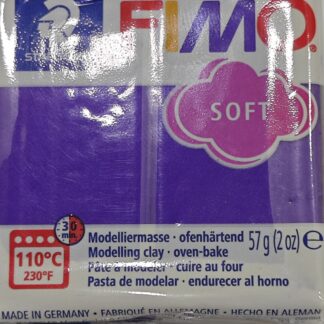 FIMO
SOFT
30
min.
110°C
230°F
Modelliermasse · ofenhärtend
57 g (2 oz) e
Modelling clay · oven-bake
Pâte à modeler · cuire au four
Pasta de modelar · endurecer al horno
MADE IN GERMANY · FABRIQUÉ EN ALLEMAGNE · HECHO EN ALEMAN